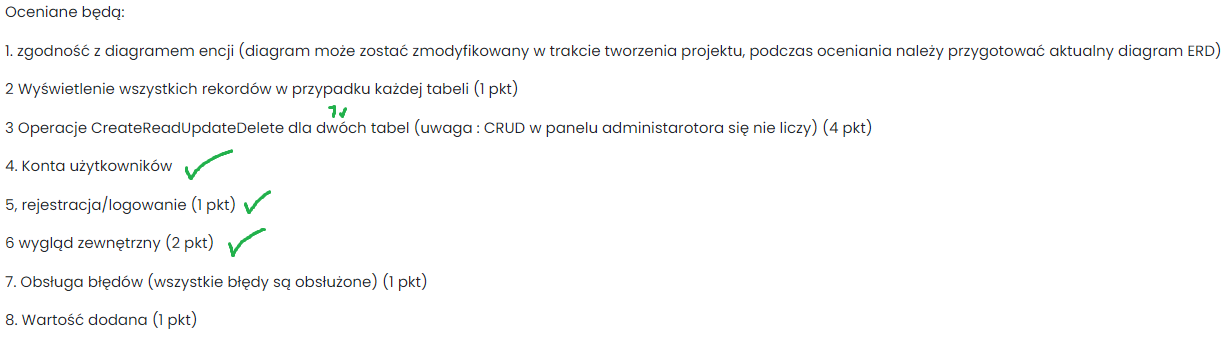 Oceniane będą:
1. zgodność z diagramem encji (diagram może zostać zmodyfikowany w trakcie tworzenia projektu, podczas oceniania należy przygotować aktualny diagram ERD)
2 Wyświetlenie wszystkich rekordów w przypadku każdej tabeli (1 pkt)
3 Operacje CreateReadUpdateDelete dla dwóch tabel (uwaga : CRUD w panelu administarotora się nie liczy) (4 pkt)
4. Konta użytkowników
5, rejestracja/logowanie (1 pkt)
6 wygląd zewnętrzny (2 pkt)
7. Obsługa błędów (wszystkie błędy są obsłużone) (1 pkt)
8. Wartość dodana (1 pkt)